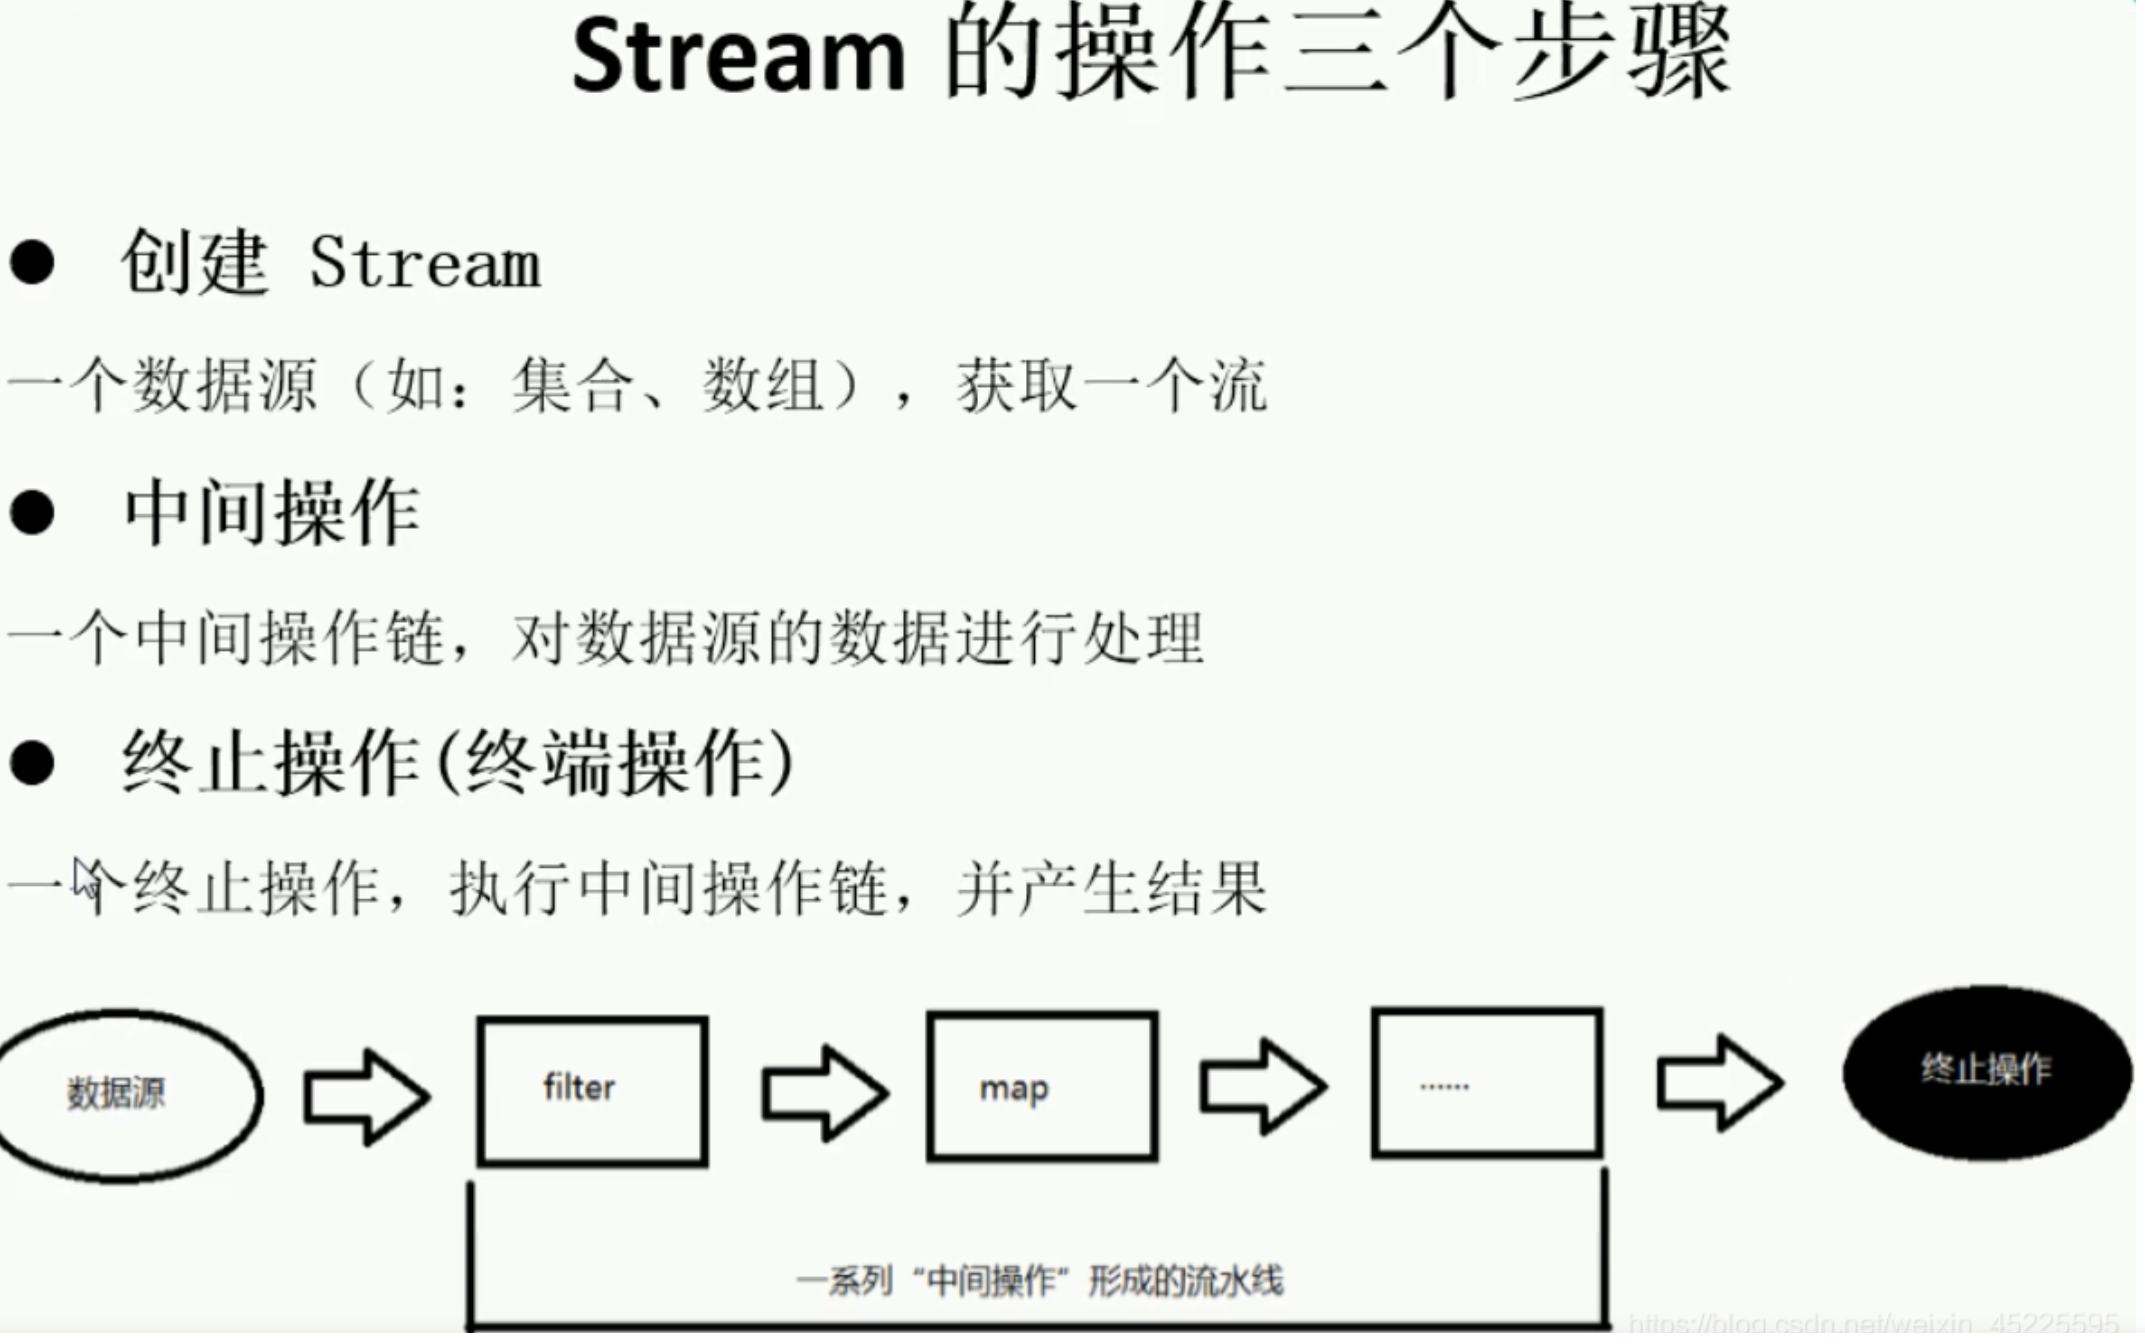 Stream 的操作三个步骤
● 创建 Stream
一个数据源（如：集合、数组），获取一个流
● 中间操作
一个中间操作链，对数据源的数据进行处理
● 终止操作(终端操作)
一个终止操作，执行中间操作链，并产生结果
数据源
filter
map
......
终止操作
一系列“中间操作”形成的流水线
https://blog.csdn.net/weixin_45225595